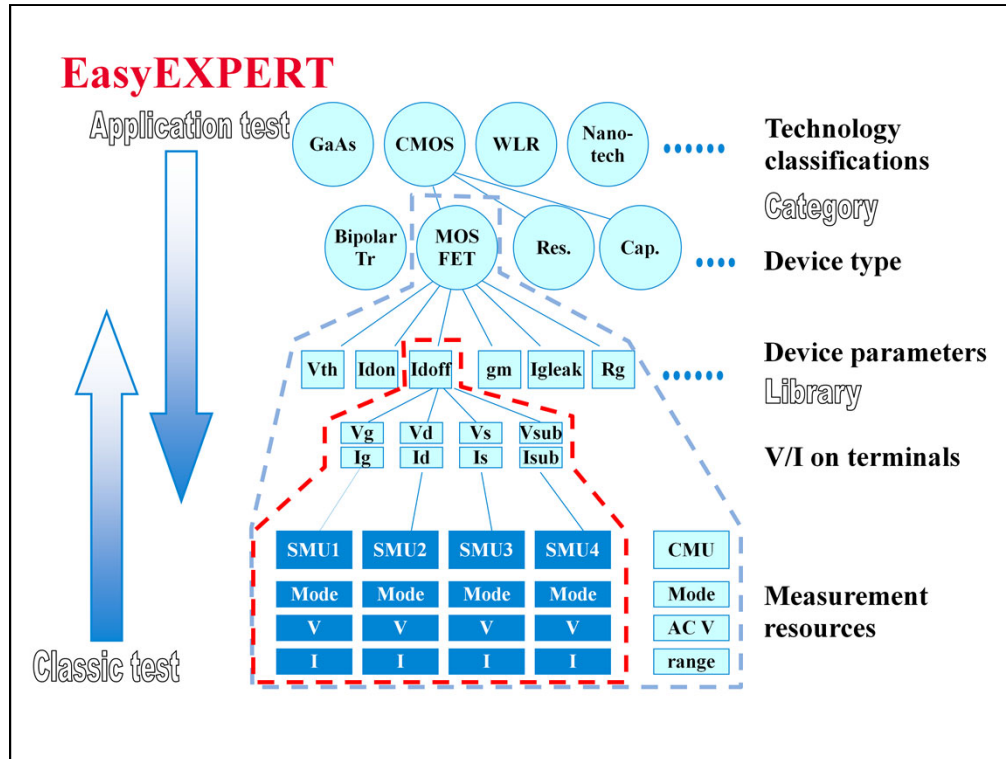 EasyEXPERT
Application test
GaAs
CMOS
WLR
Nano-
tech
Technology
classifications
Category
Bipolar
Tr
MOS
FET
Res.
Cap.
Device type
Vth
Idon
Idoff
gm
Igleak
Rg
Device parameters
Library
Vg
Vd
Vs
Vsub
Ig
Id
Is
Isub
V/I on terminals
SMU1
SMU2
SMU3
SMU4
CMU
Mode
Mode
Mode
Mode
Mode
Measurement
resources
V
V
V
V
AC V
I
I
I
I
range
Classic test